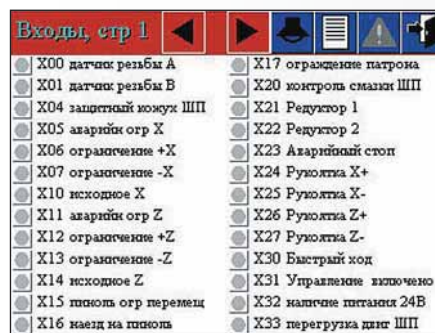 Входы, стр 1
X00 датчик резьбы А
X01 датчик резьбы В
X04 защитный кожух ШП
X05 аварийн огр X
X06 ограничение +X
X07 ограничение -X
X10 исходное X
X11 аварийн огр Z
X12 ограничение +Z
X13 ограничение -Z
X14 исходное Z
X15 пиноль огр перемещ
X16 наезд на пиноль
X17 ограждение патрона
X20 контроль смазки ШП
X21 Редуктор 1
X22 Редуктор 2
X23 Аварийный стоп
X24 Рукоятка X+
X25 Рукоятка X-
X26 Рукоятка Z+
X27 Рукоятка Z-
X30 Быстрый ход
X31 Управление включено
X32 наличие питания 24В
X33 перегрузка двиг ШП